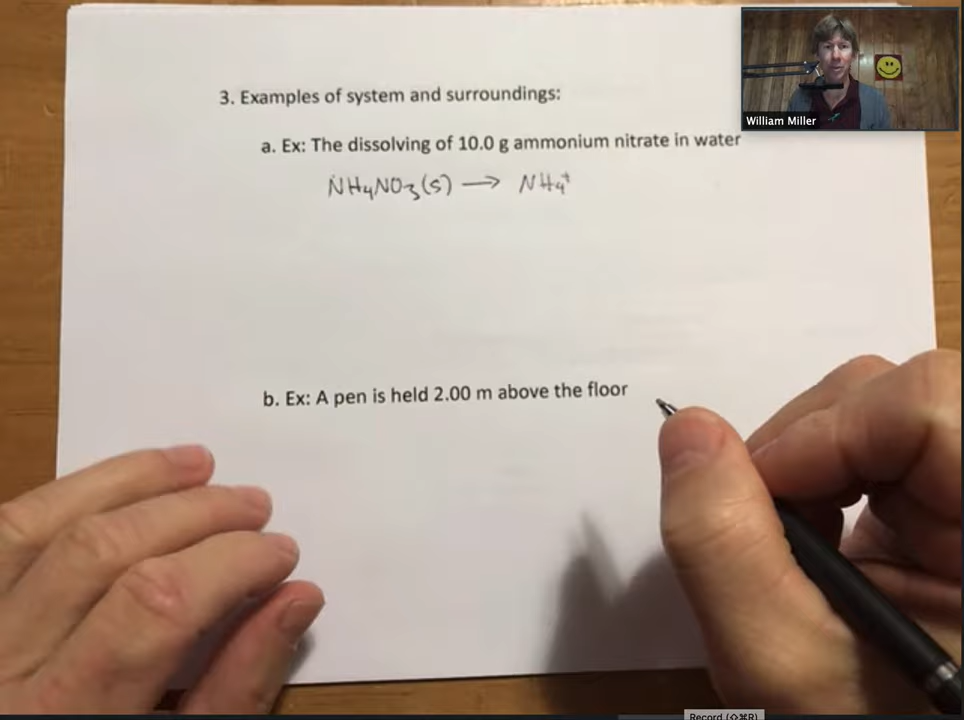 William Miller
3. Examples of system and surroundings:
a. Ex: The dissolving of 10.0 g ammonium nitrate in water
NH₄NO₃(s) ⟶ NH₄⁺
b. Ex: A pen is held 2.00 m above the floor
Record (⇧⌘R)